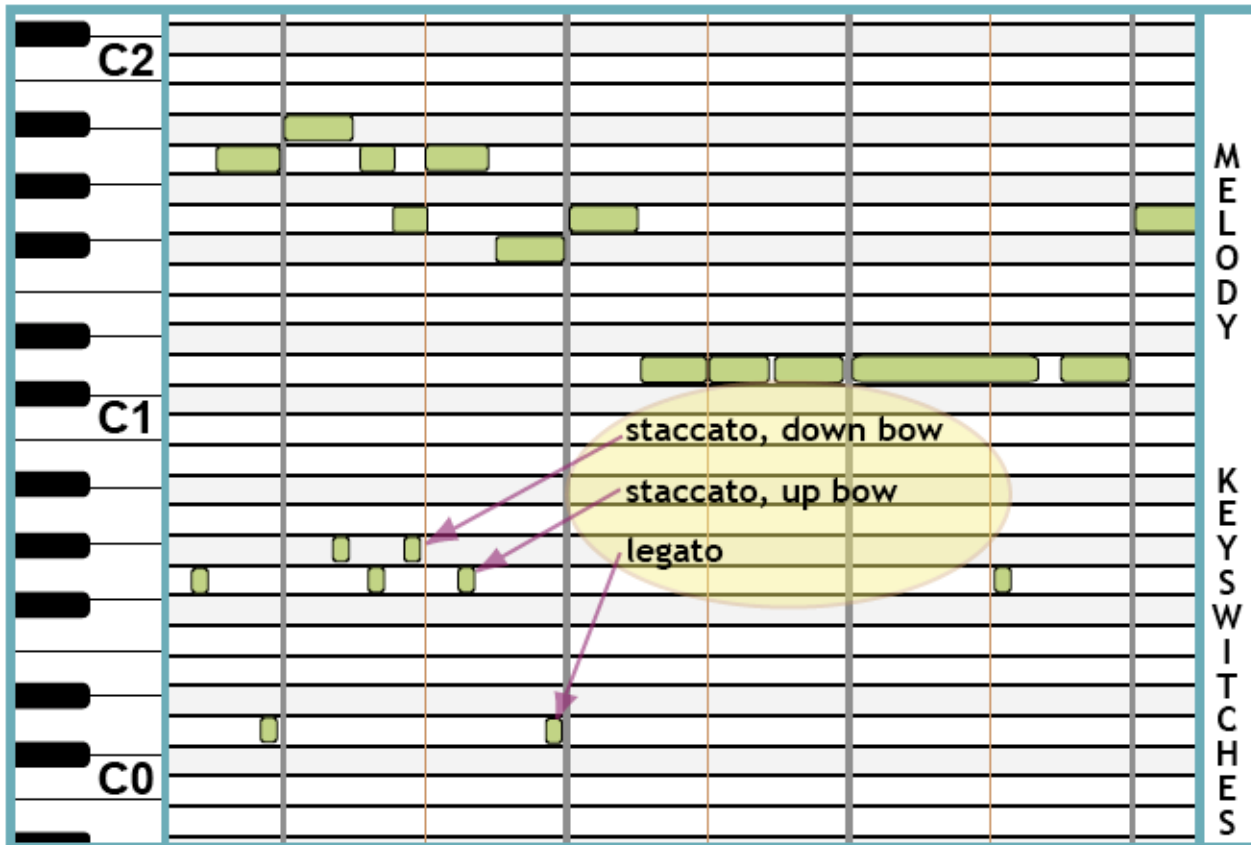 C2
MELODY
C1
staccato, down bow
staccato, up bow
legato
KEYSWITCHES
C0